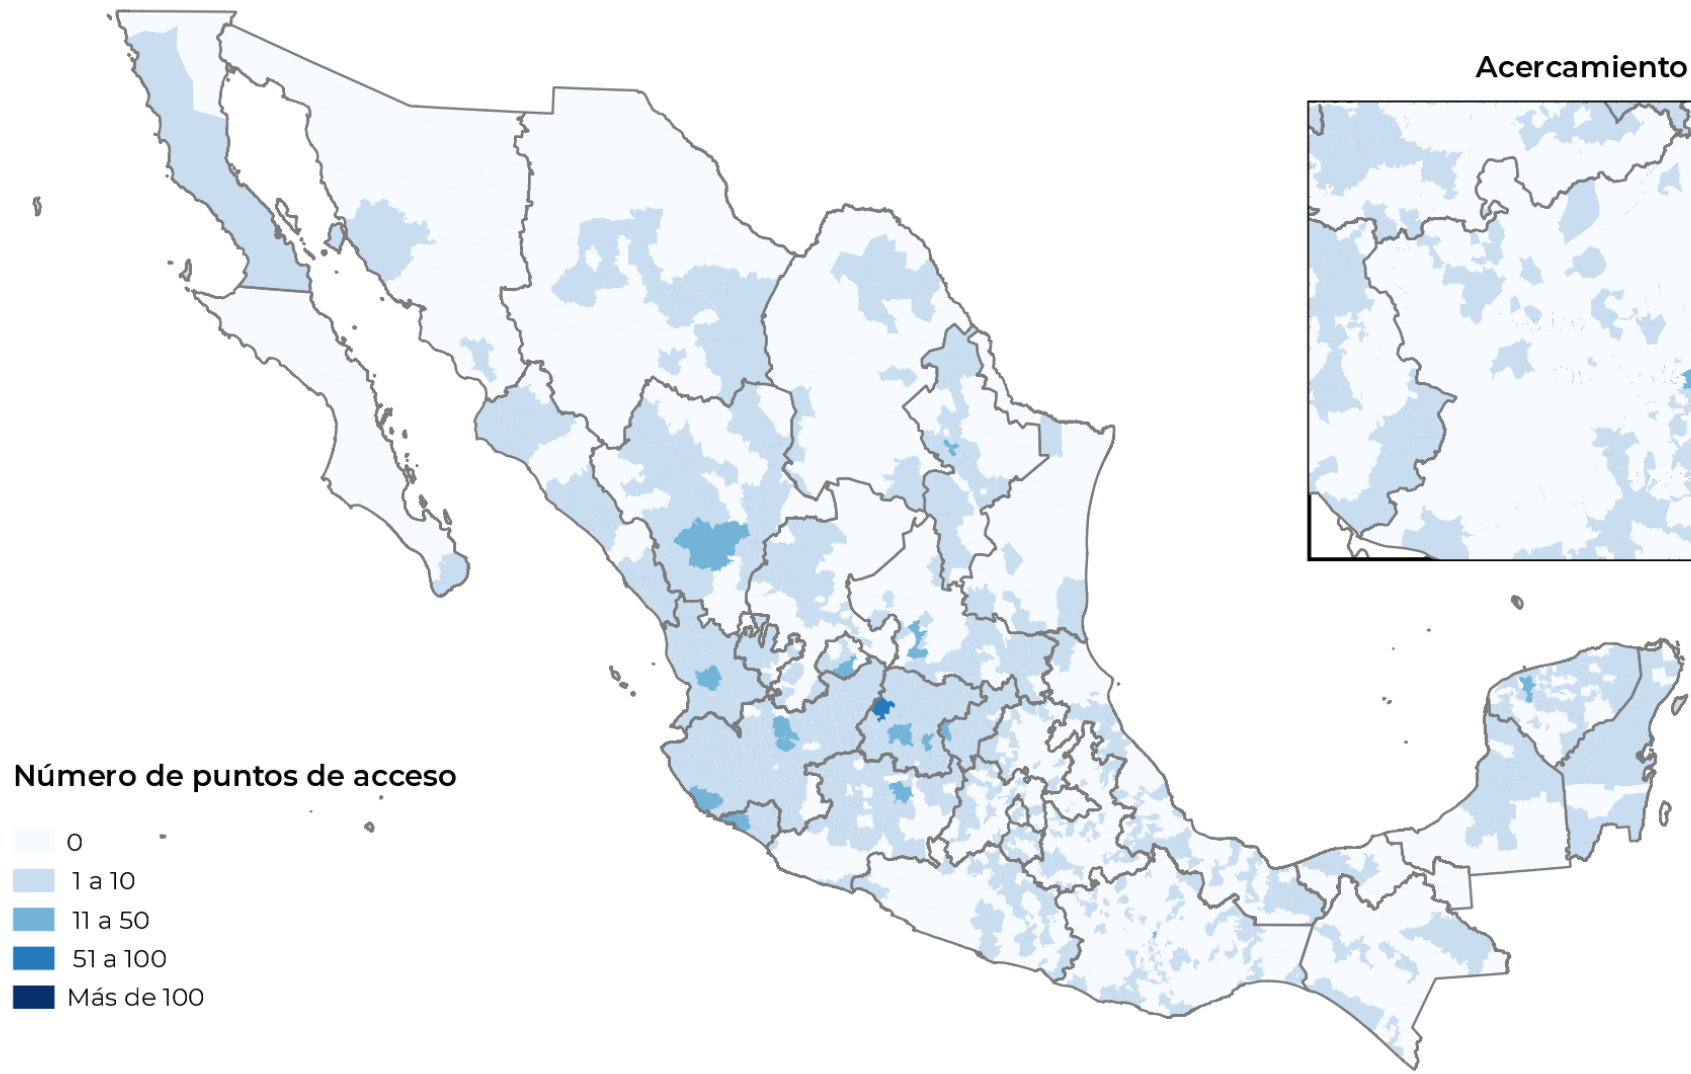 Acercamiento
Número de puntos de acceso
0
1 a 10
11 a 50
51 a 100
Más de 100